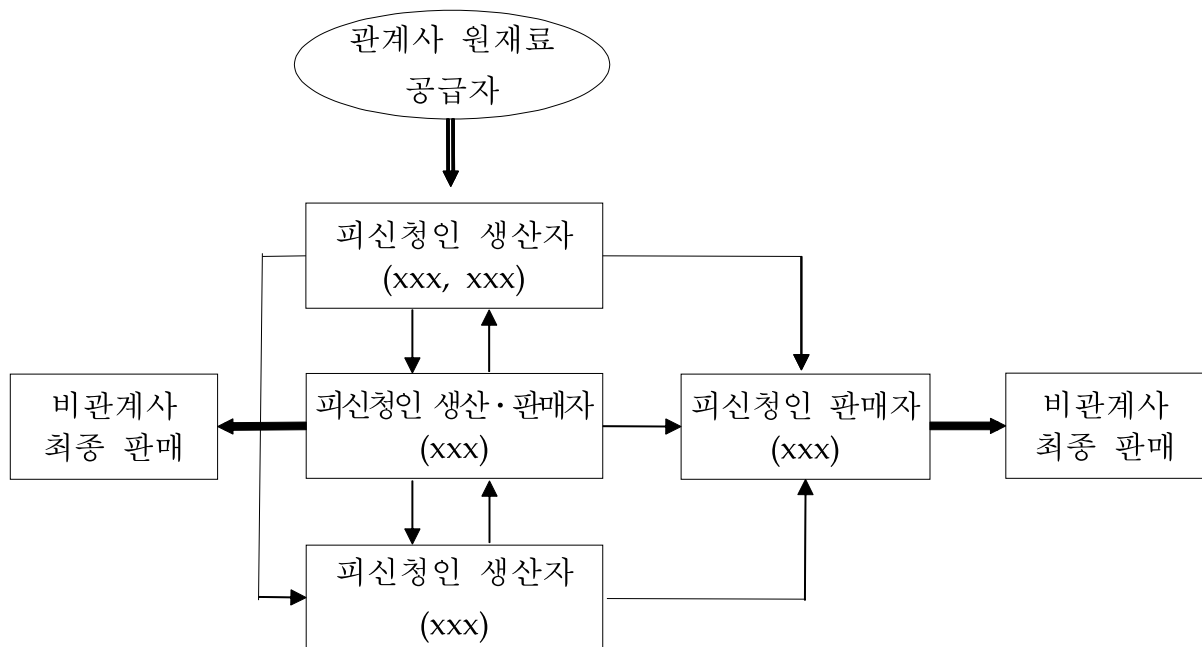 관계사 원재료
공급자
피신청인 생산자
(xxx, xxx)
비관계사
최종 판매
피신청인 생산·판매자
(xxx)
피신청인 판매자
(xxx)
비관계사
최종 판매
피신청인 생산자
(xxx)